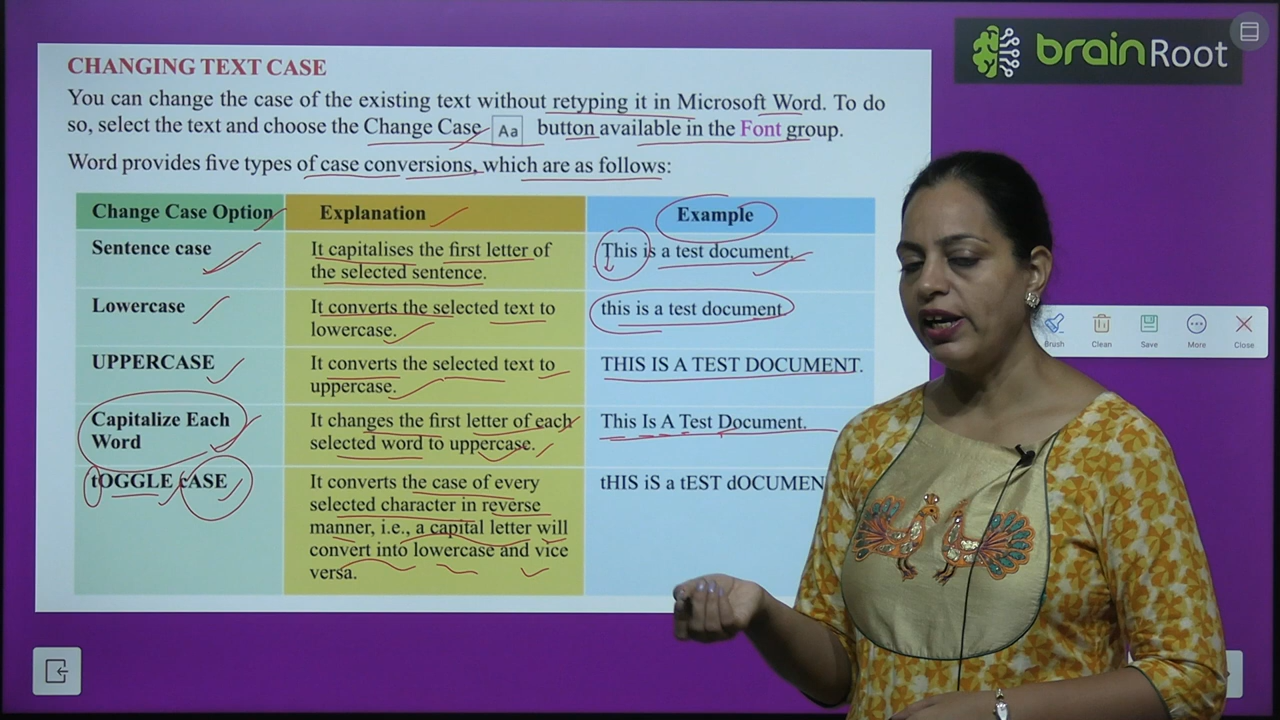 brainRoot
CHANGING TEXT CASE
You can change the case of the existing text without retyping it in Microsoft Word. To do
so, select the text and choose the Change Case Aa button available in the Font group.
Word provides five types of case conversions, which are as follows:
Change Case Option Explanation Example
Sentence case It capitalises the first letter of
the selected sentence. This is a test document.
Lowercase It converts the selected text to
lowercase. this is a test document
UPPERCASE It converts the selected text to
uppercase. THIS IS A TEST DOCUMENT.
Capitalize Each
Word It changes the first letter of each
selected word to uppercase. This Is A Test Document.
tOGGLE cASE It converts the case of every
selected character in reverse
manner, i.e., a capital letter will
convert into lowercase and vice
versa. tHIS iS a tEST dOCUMEN
Brush Clean Save More Close